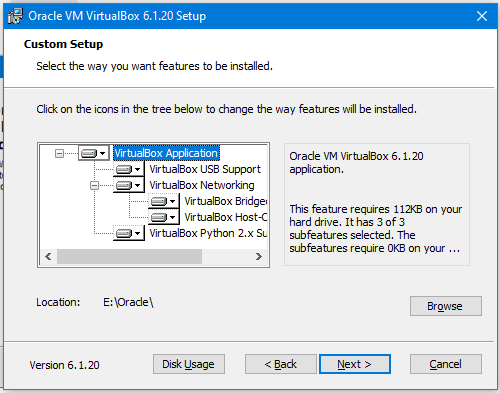 Oracle VM VirtualBox 6.1.20 Setup
Custom Setup
Select the way you want features to be installed.
Click on the icons in the tree below to change the way features will be installed.
VirtualBox Application
VirtualBox USB Support
VirtualBox Networking
VirtualBox Bridge
VirtualBox Host-O
VirtualBox Python 2.x Su
Oracle VM VirtualBox 6.1.20
application.
This feature requires 112KB on your
hard drive. It has 3 of 3
subfeatures selected. The
subfeatures require 0KB on your ...
Location: E:\Oracle\
Browse
Version 6.1.20
Disk Usage
< Back
Next >
Cancel